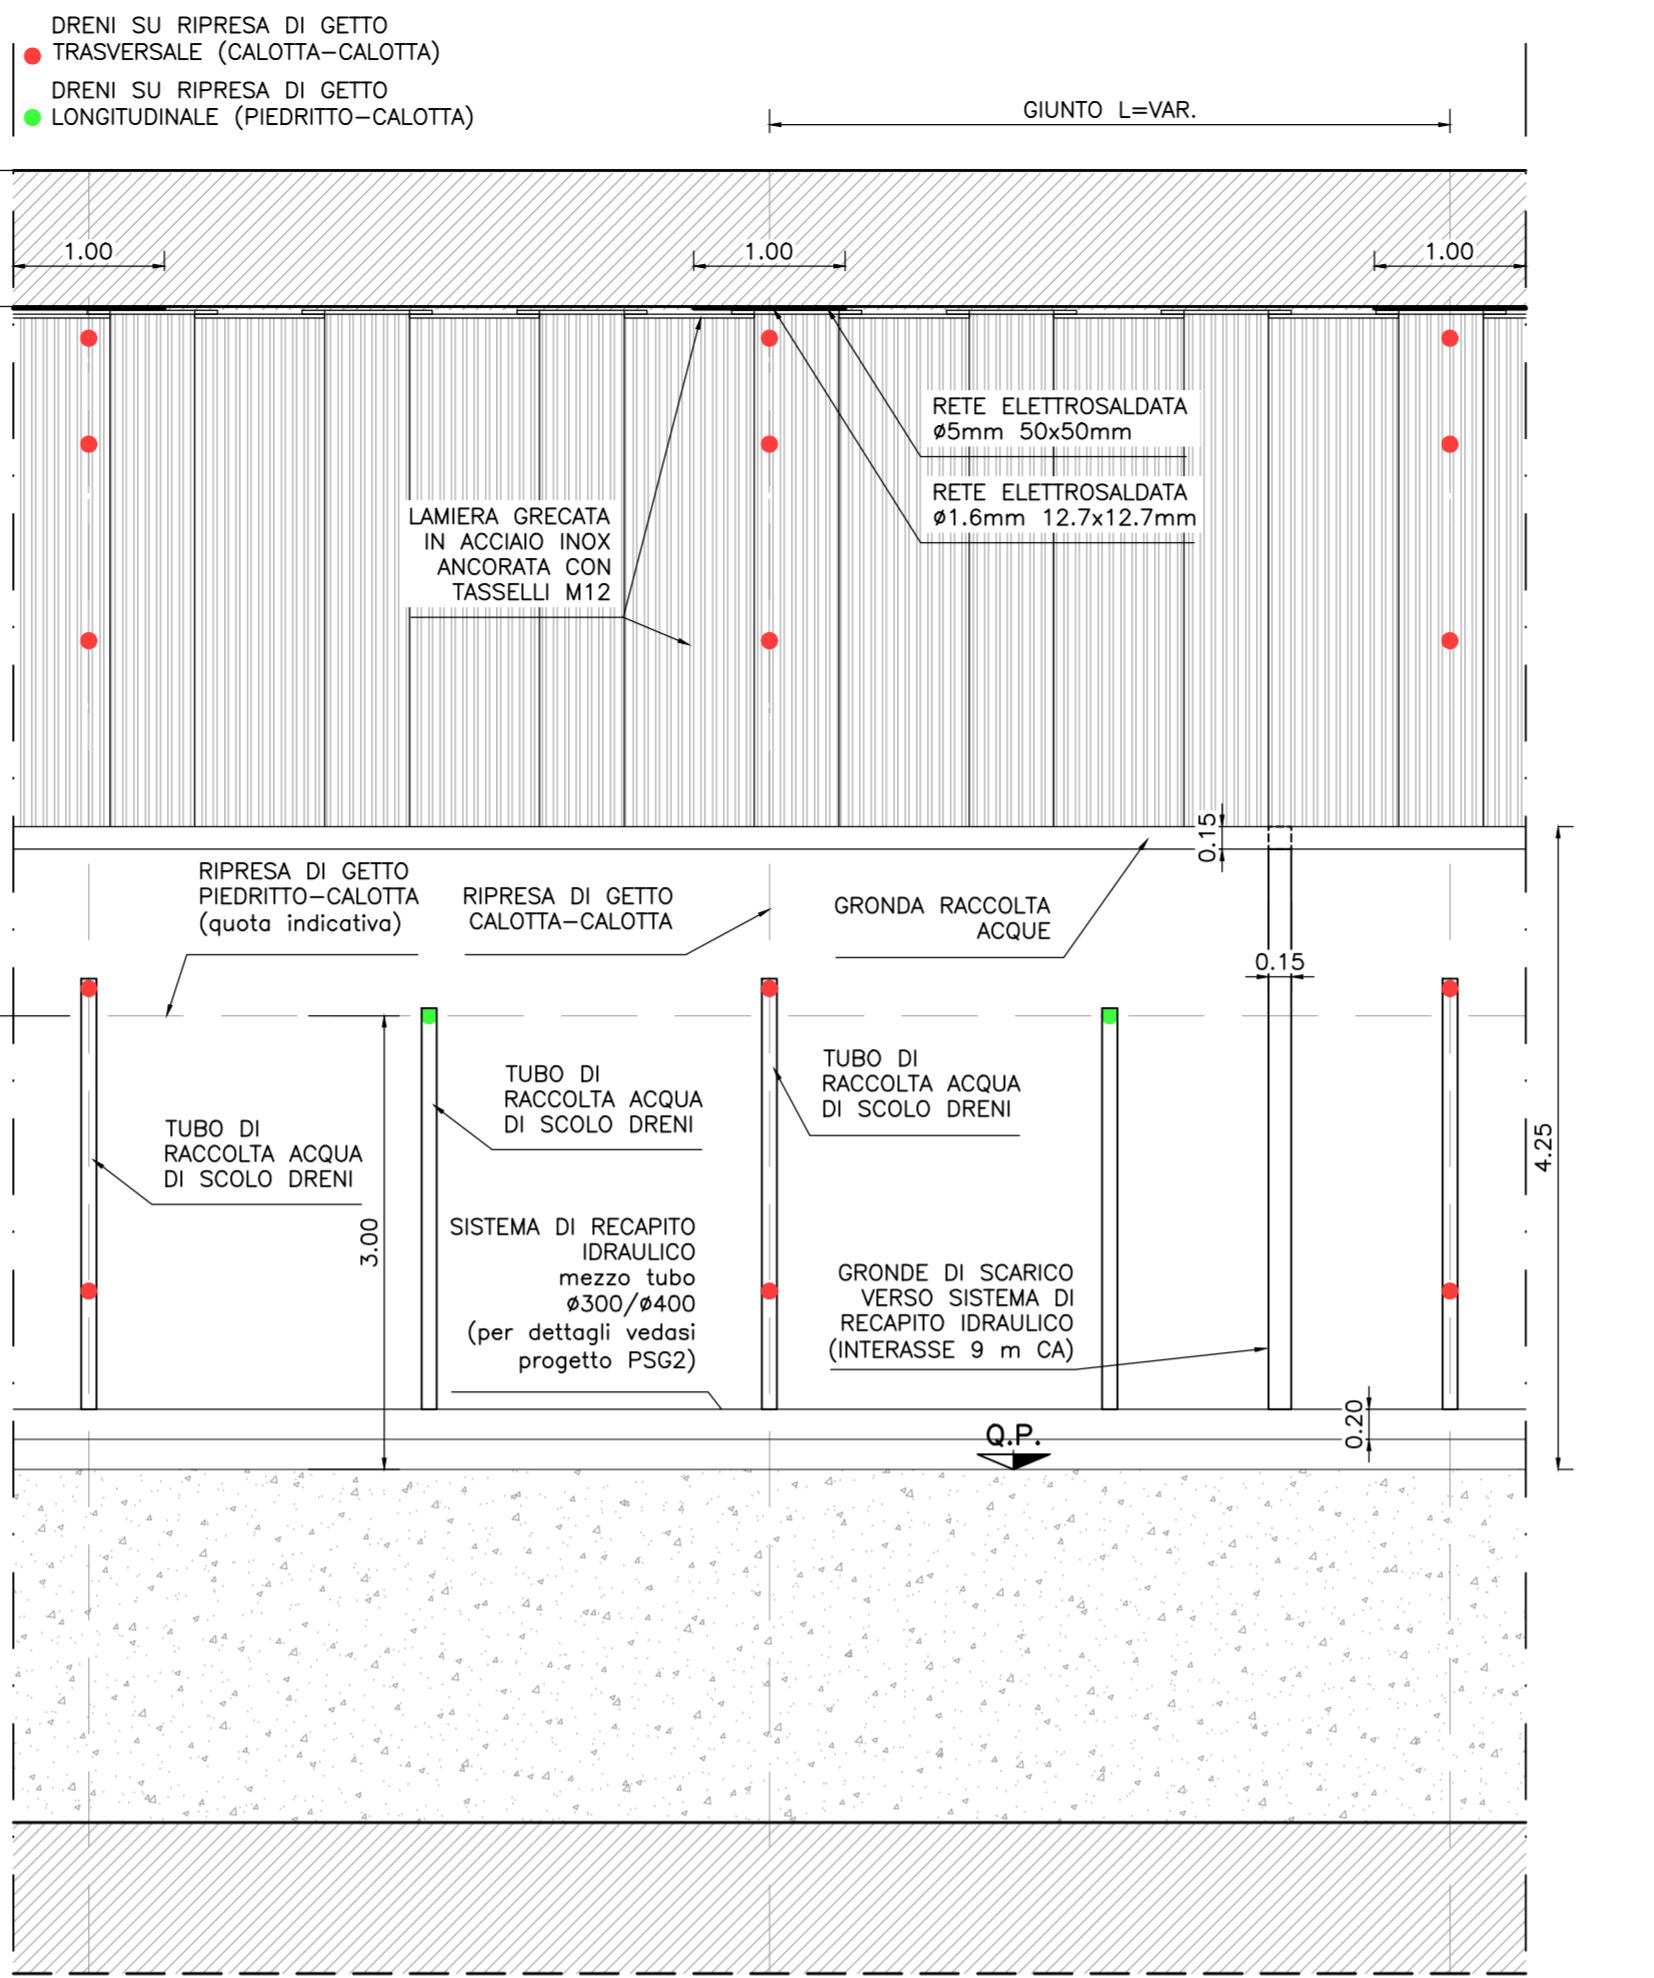 DRENI SU RIPRESA DI GETTO
TRASVERSALE (CALOTTA-CALOTTA)
DRENI SU RIPRESA DI GETTO
LONGITUDINALE (PIEDRITTO-CALOTTA)
GIUNTO L=VAR.
1.00
1.00
1.00
RETE ELETTROSALDATA
ø5mm 50x50mm
RETE ELETTROSALDATA
ø1.6mm 12.7x12.7mm
LAMIERA GRECATA
IN ACCIAIO INOX
ANCORATA CON
TASSELLI M12
0.15
RIPRESA DI GETTO
PIEDRITTO-CALOTTA
(quota indicativa)
RIPRESA DI GETTO
CALOTTA-CALOTTA
GRONDA RACCOLTA
ACQUE
0.15
TUBO DI
RACCOLTA ACQUA
DI SCOLO DRENI
TUBO DI
RACCOLTA ACQUA
DI SCOLO DRENI
TUBO DI
RACCOLTA ACQUA
DI SCOLO DRENI
4.25
3.00
SISTEMA DI RECAPITO
IDRAULICO
mezzo tubo
ø300/ø400
(per dettagli vedasi
progetto PSG2)
GRONDE DI SCARICO
VERSO SISTEMA DI
RECAPITO IDRAULICO
(INTERASSE 9 m CA)
0.20
Q.P.